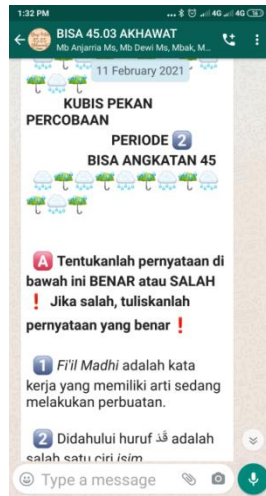 1:32 PM
4G 4G
BISA 45.03 AKHAWAT
Mb Anjarria Ms, Mb Dewi Ms, Mbak, M...
11 February 2021
KUBIS PEKAN
PERCOBAAN
PERIODE 2
BISA ANGKATAN 45
A Tentukanlah pernyataan di
bawah ini BENAR atau SALAH
❗ Jika salah, tuliskanlah
pernyataan yang benar ❗
1 Fi'il Madhi adalah kata
kerja yang memiliki arti sedang
melakukan perbuatan.
2 Didahului huruf قَدْ adalah
salah satu ciri isim
Type a message